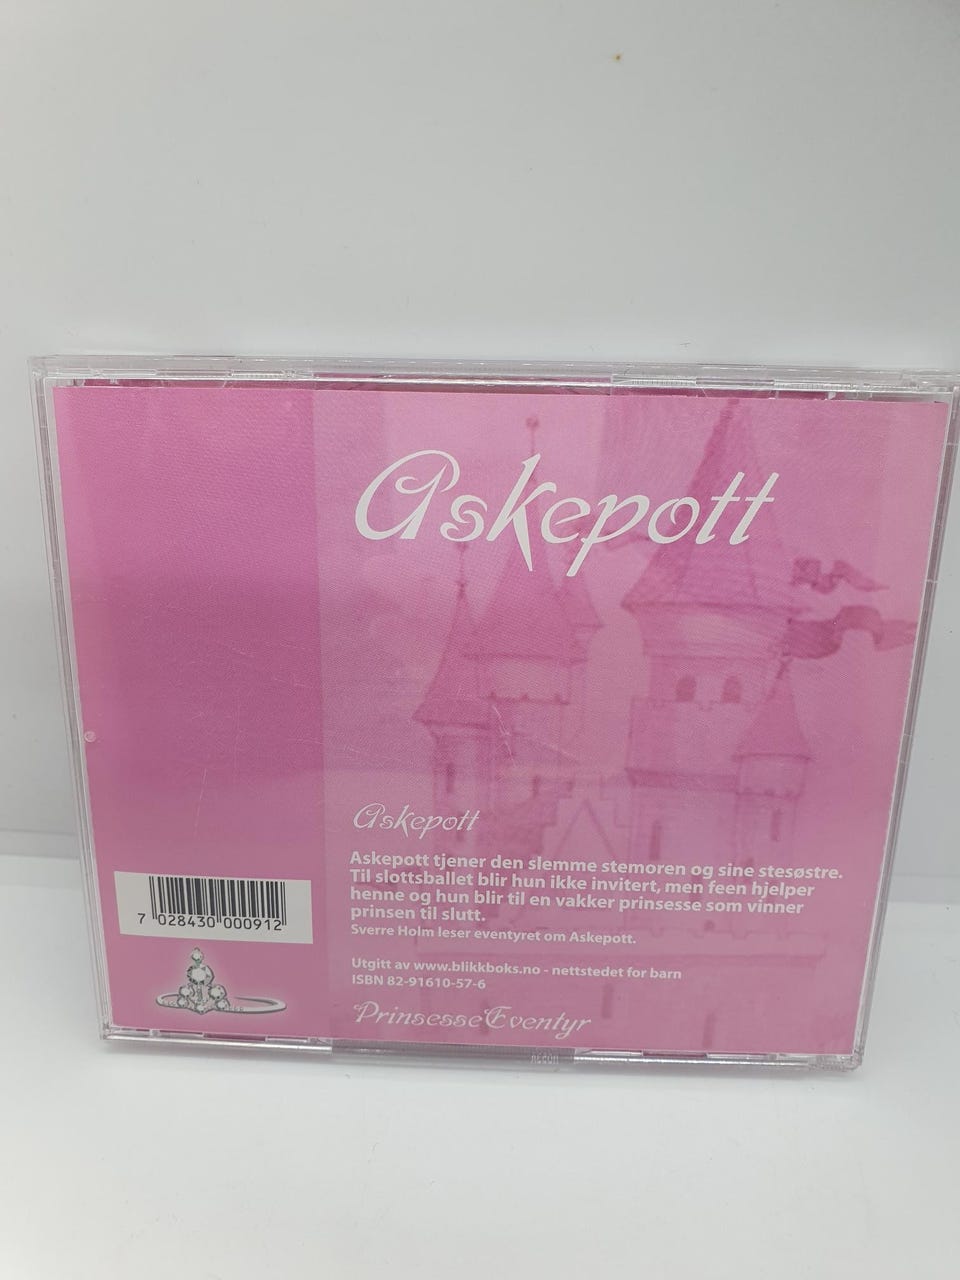 Askepott
Askepott
Askepott tjener den slemme stemoren og sine stesøstre.
Til slottsballet blir hun ikke invitert, men feen hjelper
henne og hun blir til en vakker prinsesse som vinner
prinsen til slutt.
Sverre Holm leser eventyret om Askepott.
Utgitt av www.blikkboks.no - nettstedet for barn
ISBN 82-91610-57-6
Prinsesse Eventyr
7 028430 000912